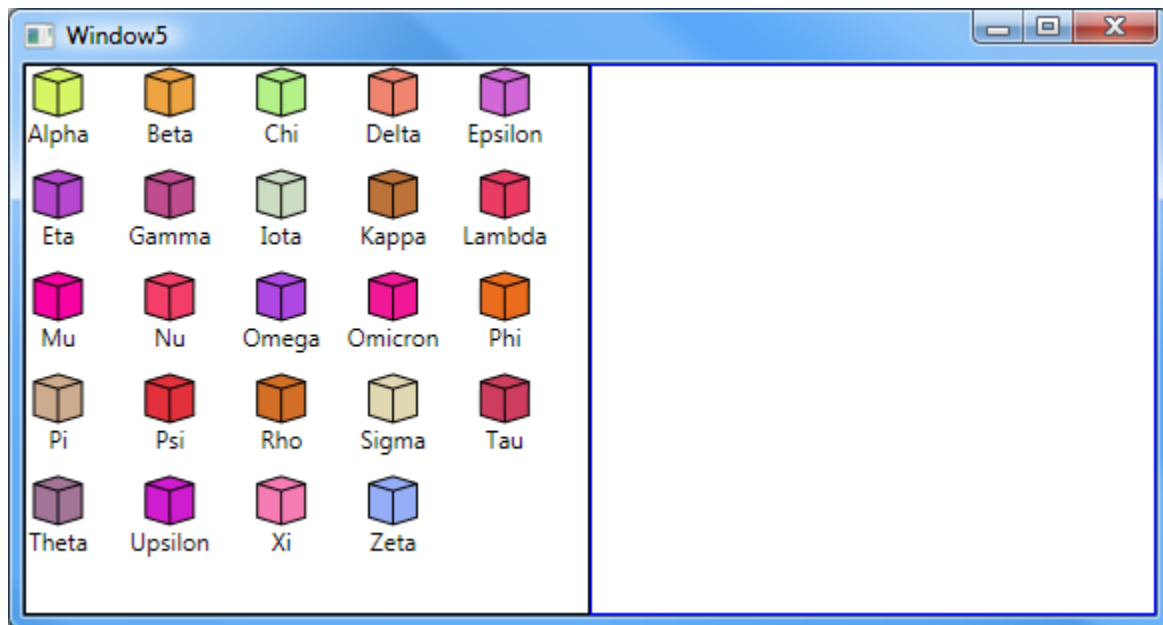 Window5
Alpha Beta Chi Delta Epsilon
Eta Gamma Iota Kappa Lambda
Mu Nu Omega Omicron Phi
Pi Psi Rho Sigma Tau
Theta Upsilon Xi Zeta